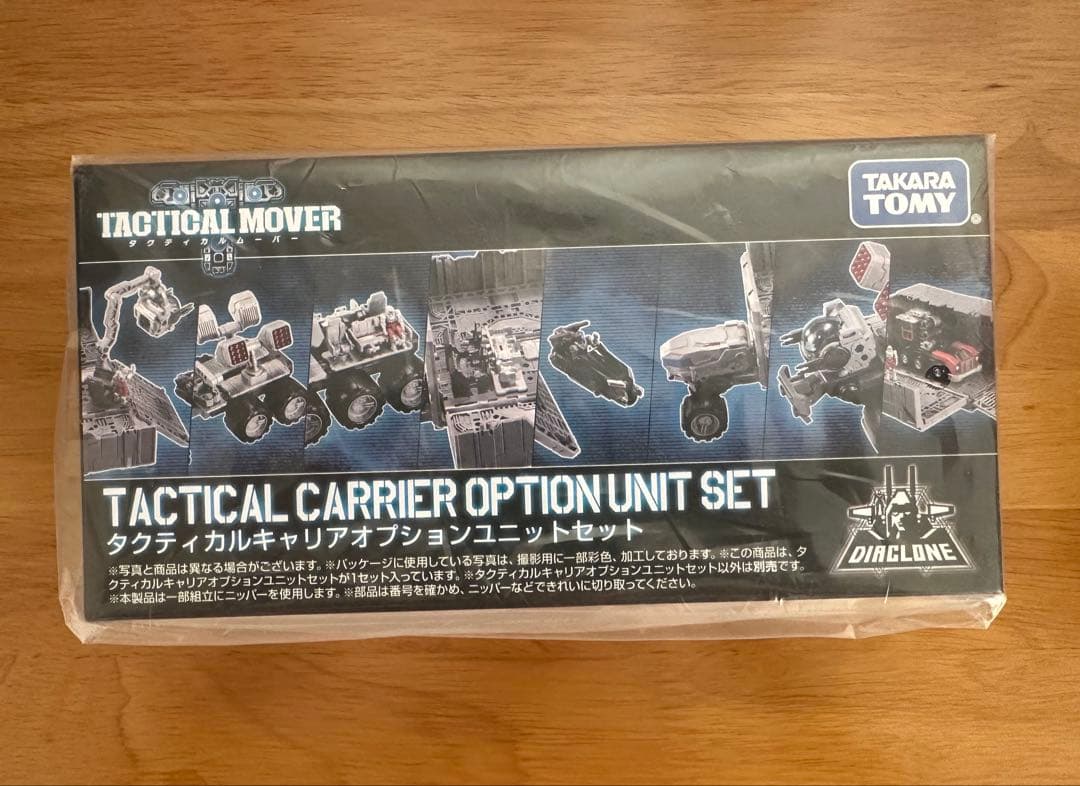 TACTICAL MOVER
タクティカルムーバー
TAKARA
TOMY
TACTICAL CARRIER OPTION UNIT SET
タクティカルキャリアオプションユニットセット
※写真と商品は異なる場合がございます。※パッケージに使用している写真は、撮影用に一部彩色、加工しております。※この商品は、タ
クティカルキャリアオプションユニットセットが1セット入っています。※タクティカルキャリアオプションユニットセット以外は別売です。
※本製品は一部組立にニッパーを使用します。※部品は番号を確かめ、ニッパーなどできれいに切り取ってください。
DIACLONE